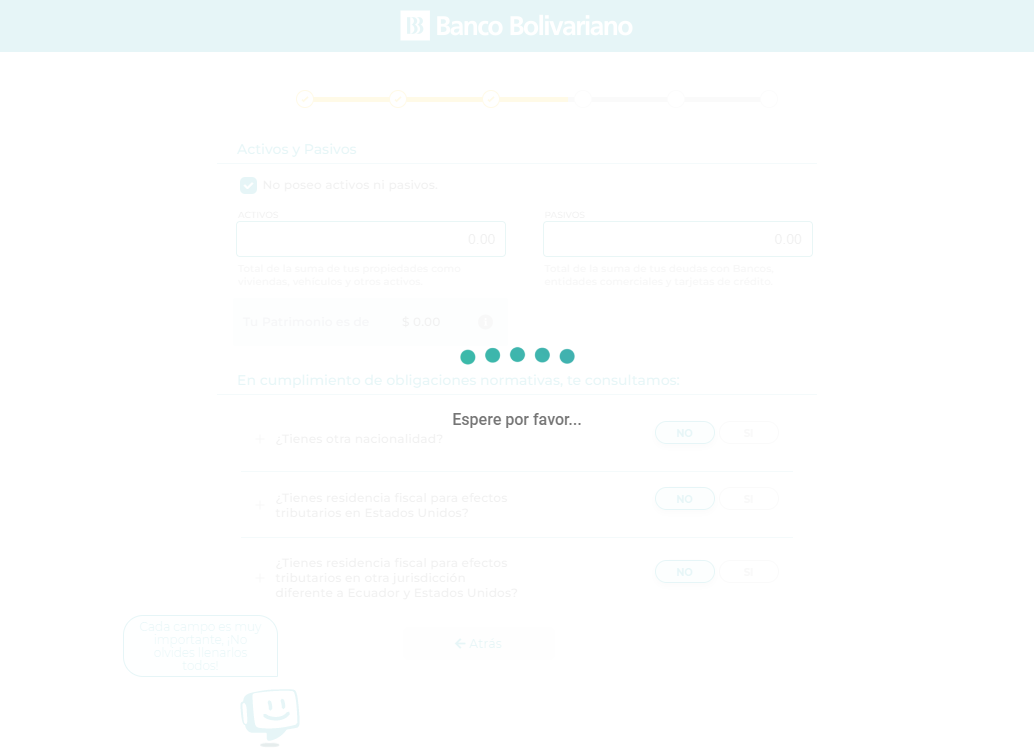 Banco Bolivariano
Activos y Pasivos
No poseo activos ni pasivos.
ACTIVOS
PASIVOS
0.00
0.00
Total de la suma de tus propiedades como
viviendas, vehículos y otros activos.
Total de la suma de tus deudas con Bancos,
entidades comerciales y tarjetas de crédito.
Tu Patrimonio es de $ 0.00
En cumplimiento de obligaciones normativas, te consultamos:
Espere por favor...
+ ¿Tienes otra nacionalidad?
NO SI
+ ¿Tienes residencia fiscal para efectos
tributarios en Estados Unidos?
NO SI
+ ¿Tienes residencia fiscal para efectos
tributarios en otra jurisdicción
diferente a Ecuador y Estados Unidos?
NO SI
Cada campo es muy
importante. ¡No
olvides llenarlos
todos!
Atrás